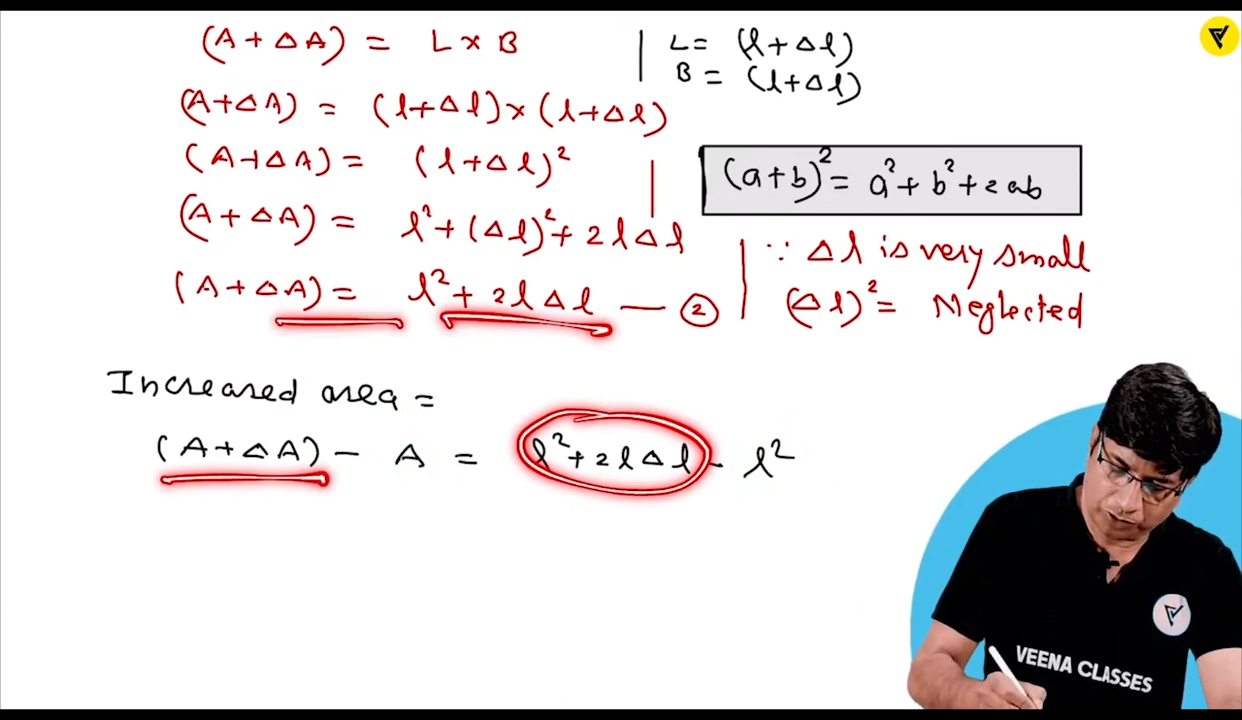 (A + ΔA) = L × B
L = (l + Δl)
B = (l + Δl)
(A + ΔA) = (l + Δl) × (l + Δl)
(A + ΔA) = (l + Δl)²
(a + b)² = a² + b² + 2ab
(A + ΔA) = l² + (Δl)² + 2lΔl
∵ Δl is very small
(A + ΔA) = l² + 2lΔl — ②
(Δl)² = Neglected
Increased area =
(A + ΔA) - A = l² + 2lΔl - l²
VEENA CLASSES